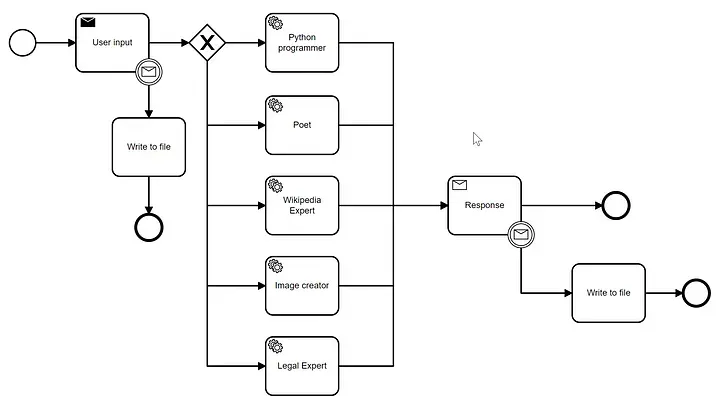 User input
Python
programmer
Poet
Write to file
Wikipedia
Expert
Response
Image creator
Write to file
Legal Expert